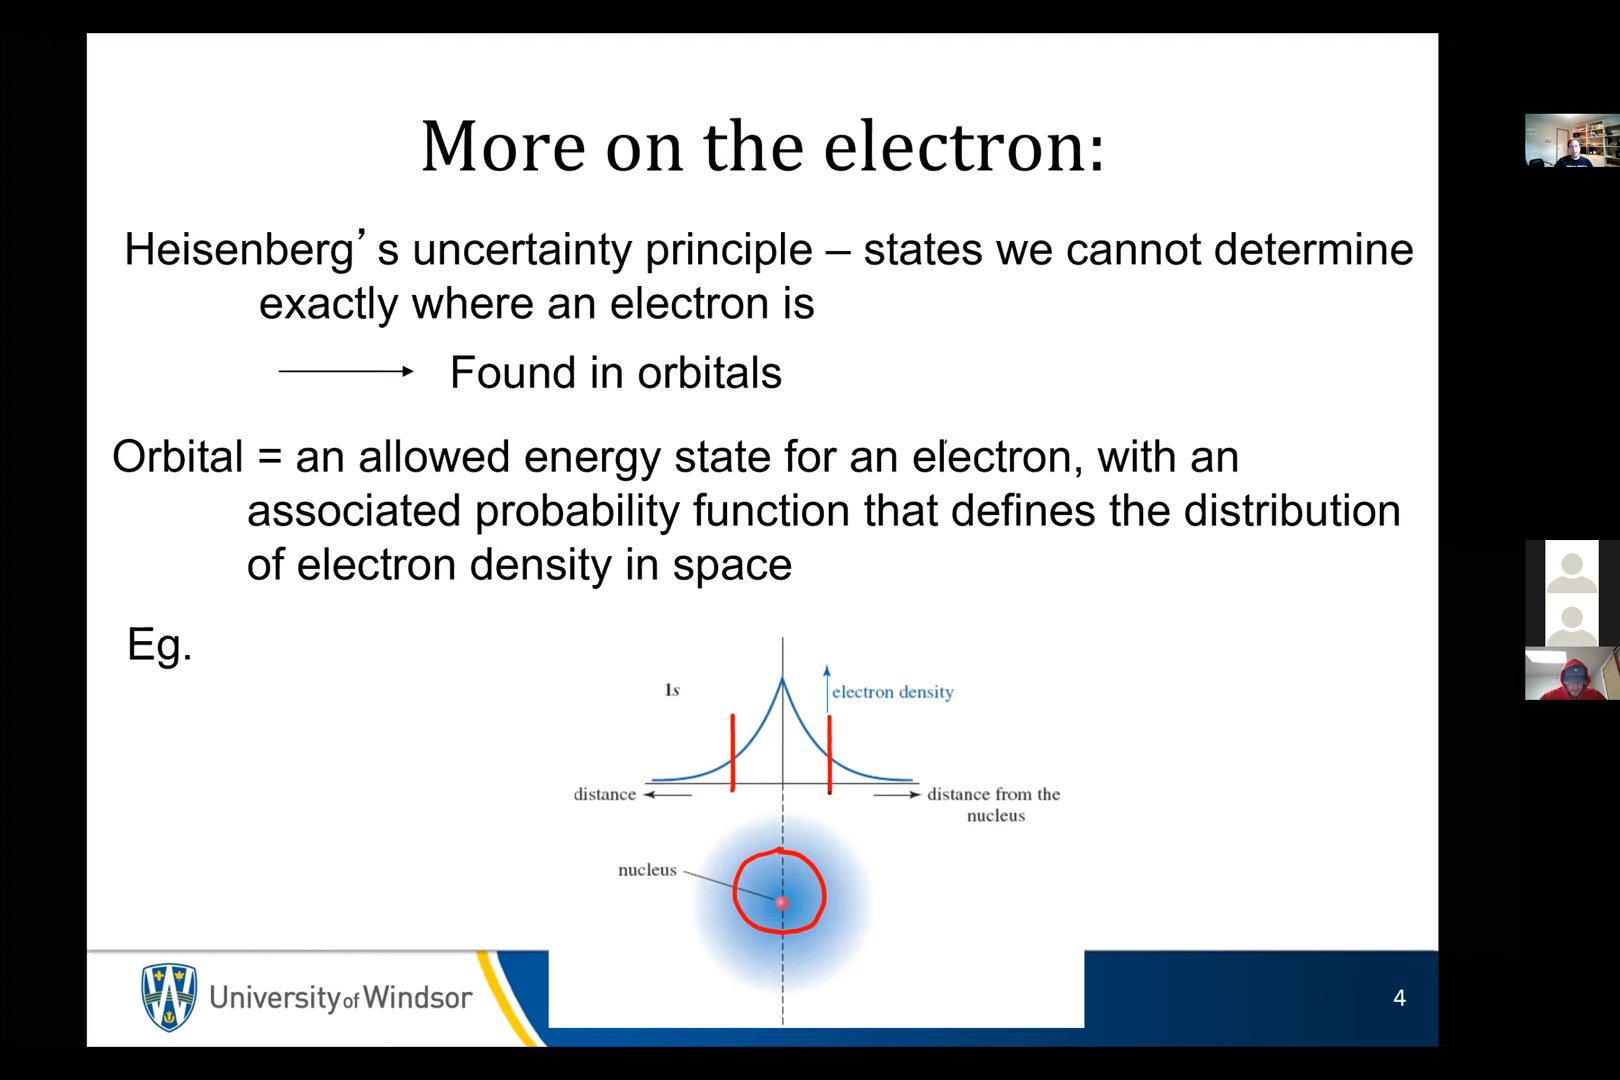 More on the electron:
Heisenberg’s uncertainty principle – states we cannot determine
exactly where an electron is
Found in orbitals
Orbital = an allowed energy state for an electron, with an
associated probability function that defines the distribution
of electron density in space
Eg.
1s
electron density
distance
distance from the
nucleus
nucleus
University of Windsor
4